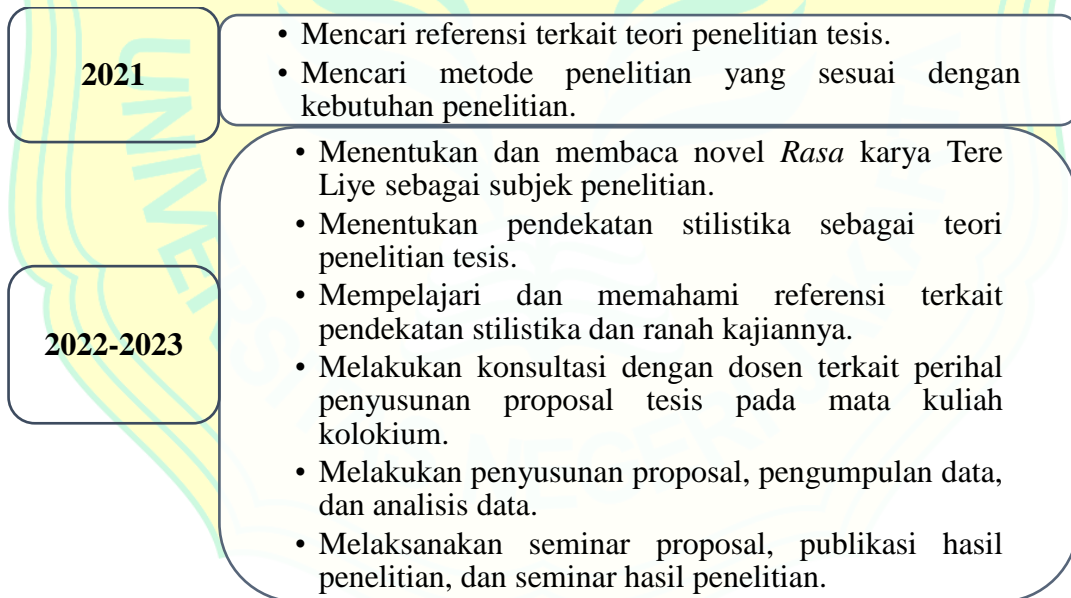 2021
• Mencari referensi terkait teori penelitian tesis.
• Mencari metode penelitian yang sesuai dengan
kebutuhan penelitian.
2022-2023
• Menentukan dan membaca novel Rasa karya Tere
Liye sebagai subjek penelitian.
• Menentukan pendekatan stilistika sebagai teori
penelitian tesis.
• Mempelajari dan memahami referensi terkait
pendekatan stilistika dan ranah kajiannya.
• Melakukan konsultasi dengan dosen terkait perihal
penyusunan proposal tesis pada mata kuliah
kolokium.
• Melakukan penyusunan proposal, pengumpulan data,
dan analisis data.
• Melaksanakan seminar proposal, publikasi hasil
penelitian, dan seminar hasil penelitian.